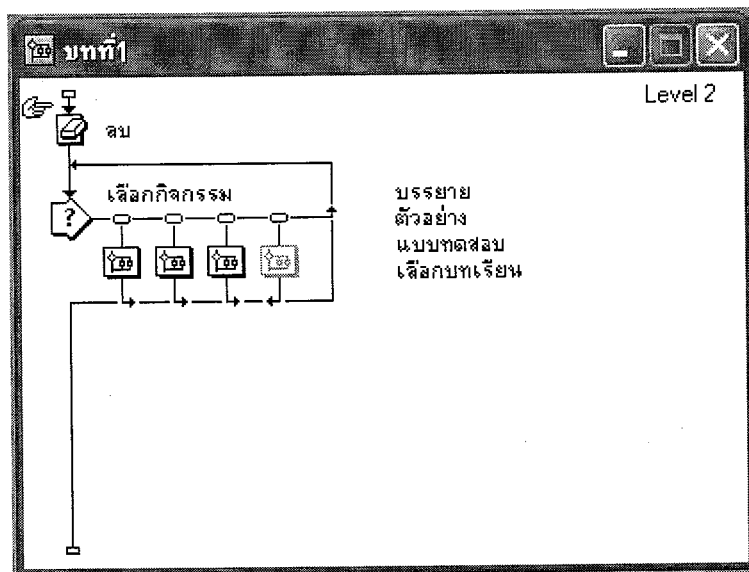 บทที่1
Level 2
ลบ
เลือกกิจกรรม
?
บรรยาย
ตัวอย่าง
แบบทดสอบ
เลือกบทเรียน